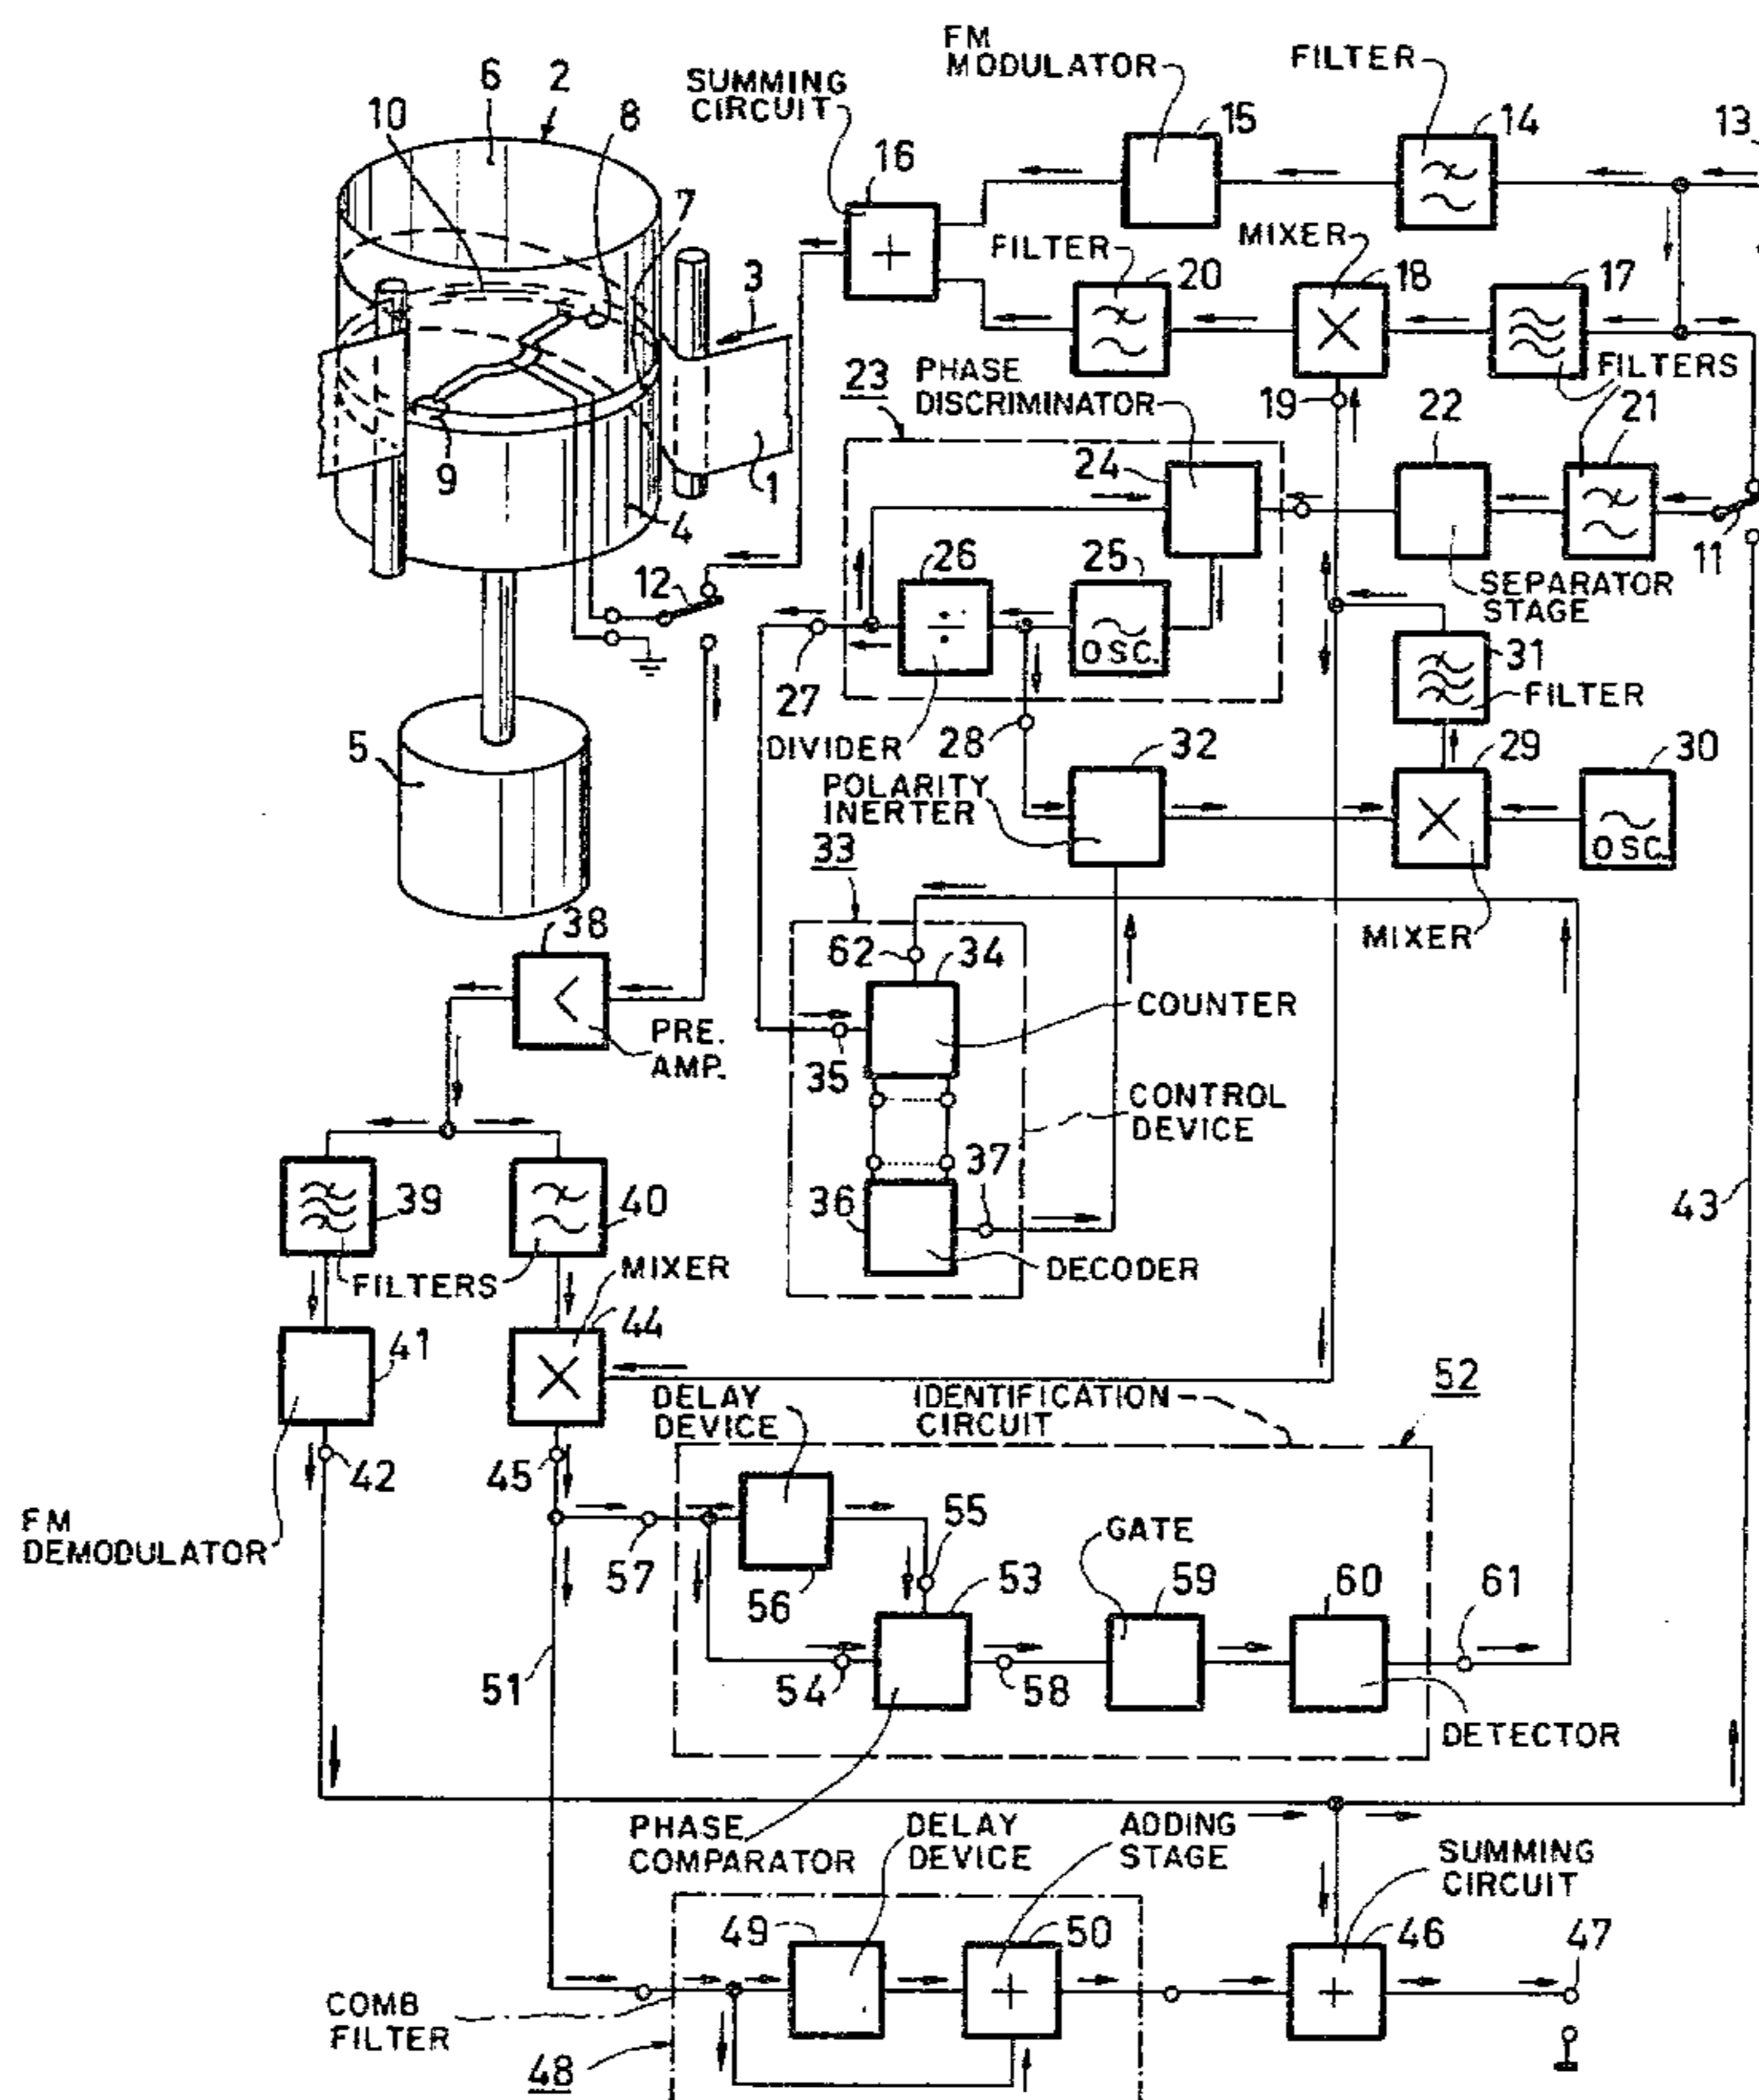 FM
MODULATOR
FILTER
SUMMING
CIRCUIT
6
2
10
8
16
15
14
13
7
3
FILTER
20
MIXER
18
17
FILTERS
23
PHASE
DISCRIMINATOR
19
22
21
9
1
4
24
11
12
26
25
SEPARATOR
STAGE
÷
OSC.
31
FILTER
27
DIVIDER
28
32
29
30
5
POLARITY
INERTER
OSC.
33
MIXER
38
62
34
COUNTER
PRE.
AMP.
35
CONTROL
DEVICE
37
39
40
36
43
FILTERS
MIXER
DECODER
44
41
DELAY
DEVICE
IDENTIFICATION
CIRCUIT
52
42
45
55
GATE
FM
DEMODULATOR
57
56
53
59
60
61
51
54
58
DETECTOR
PHASE
COMPARATOR
DELAY
DEVICE
ADDING
STAGE
SUMMING
CIRCUIT
49
50
46
47
COMB
FILTER
48